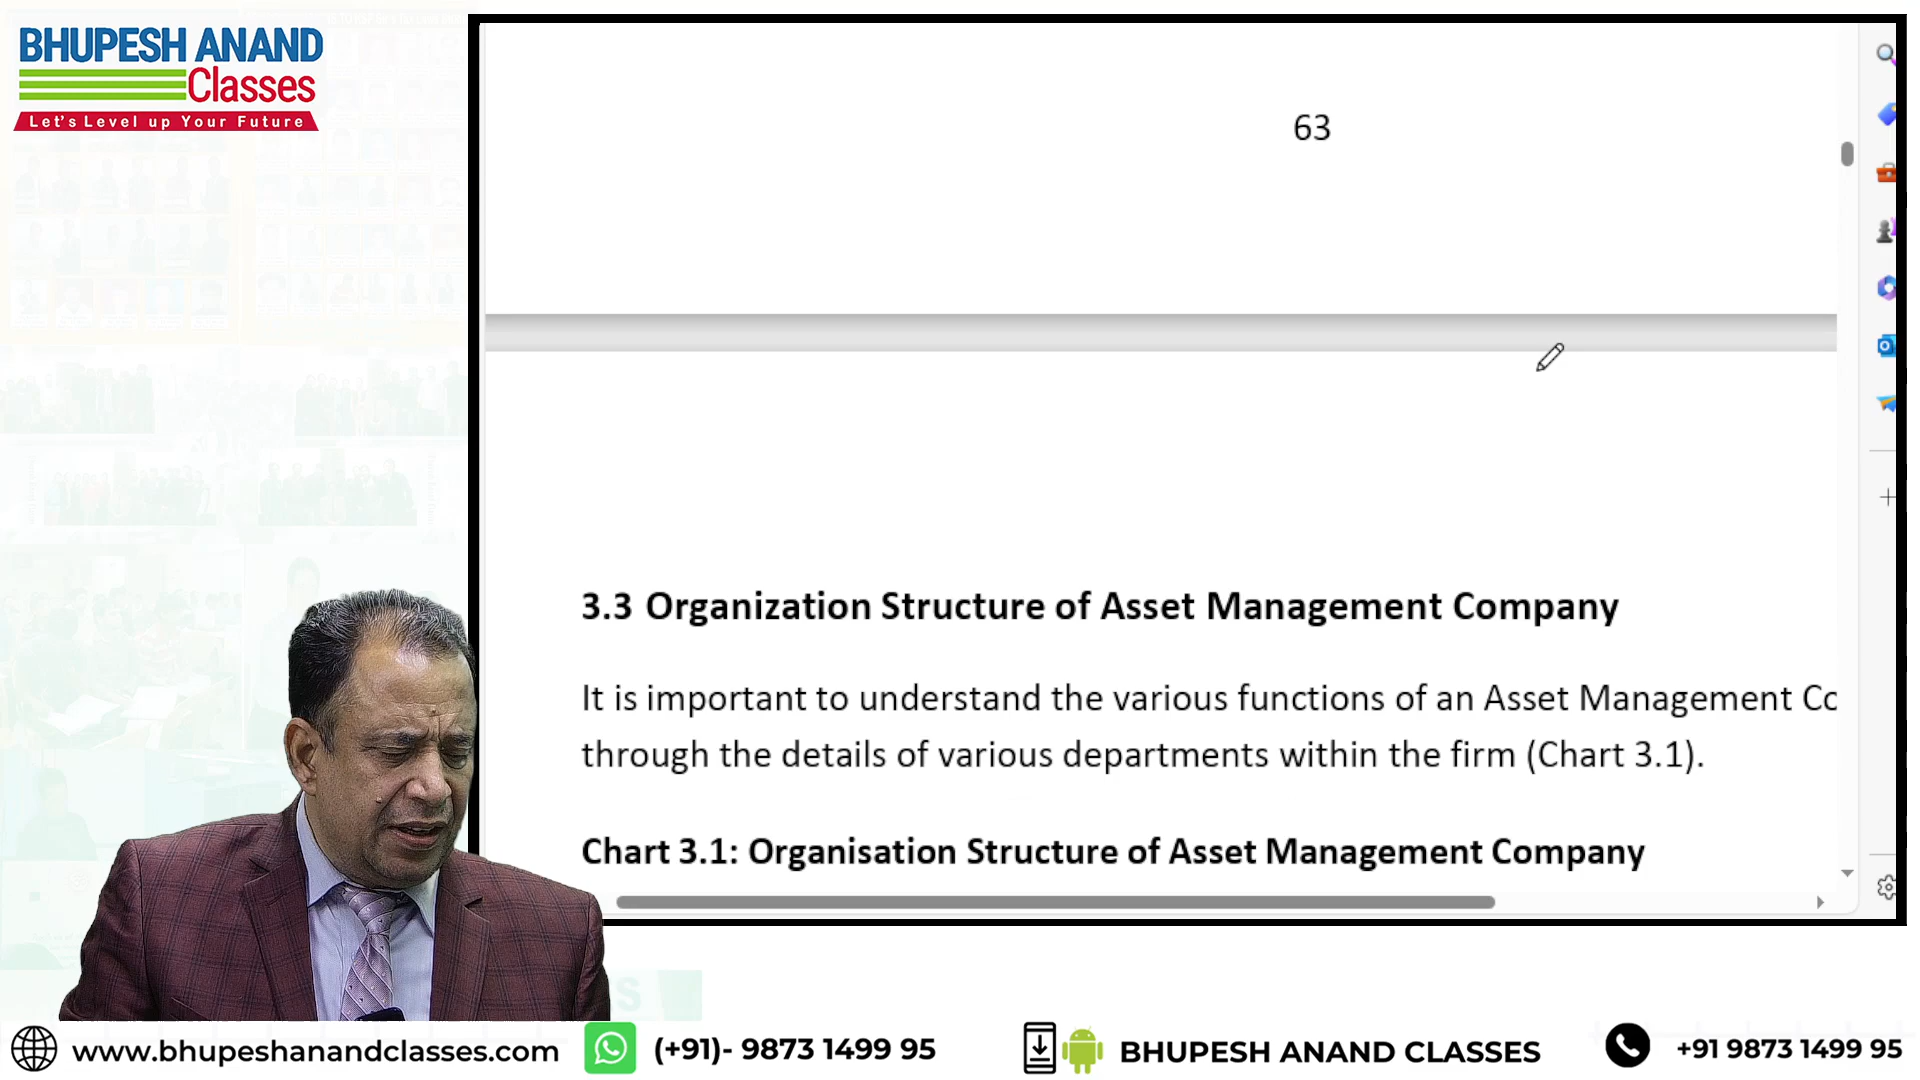 BHUPESH ANAND
Classes
Let's Level up Your Future
63
3.3 Organization Structure of Asset Management Company
It is important to understand the various functions of an Asset Management Co
through the details of various departments within the firm (Chart 3.1).
Chart 3.1: Organisation Structure of Asset Management Company
www.bhupeshanandclasses.com
(+91)- 9873 1499 95
BHUPESH ANAND CLASSES
+91 9873 1499 95